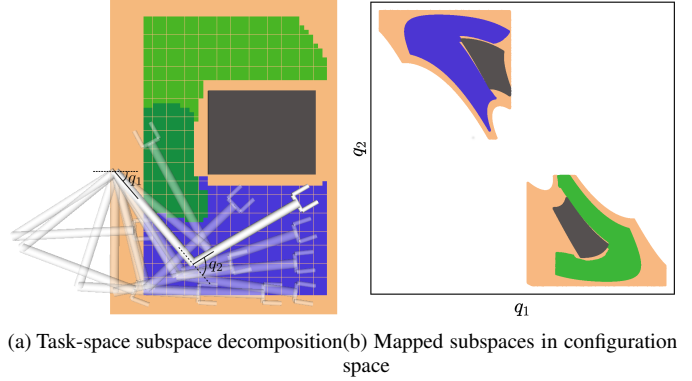 q1
q2
q2
q1
(a) Task-space subspace decomposition
(b) Mapped subspaces in configuration
space